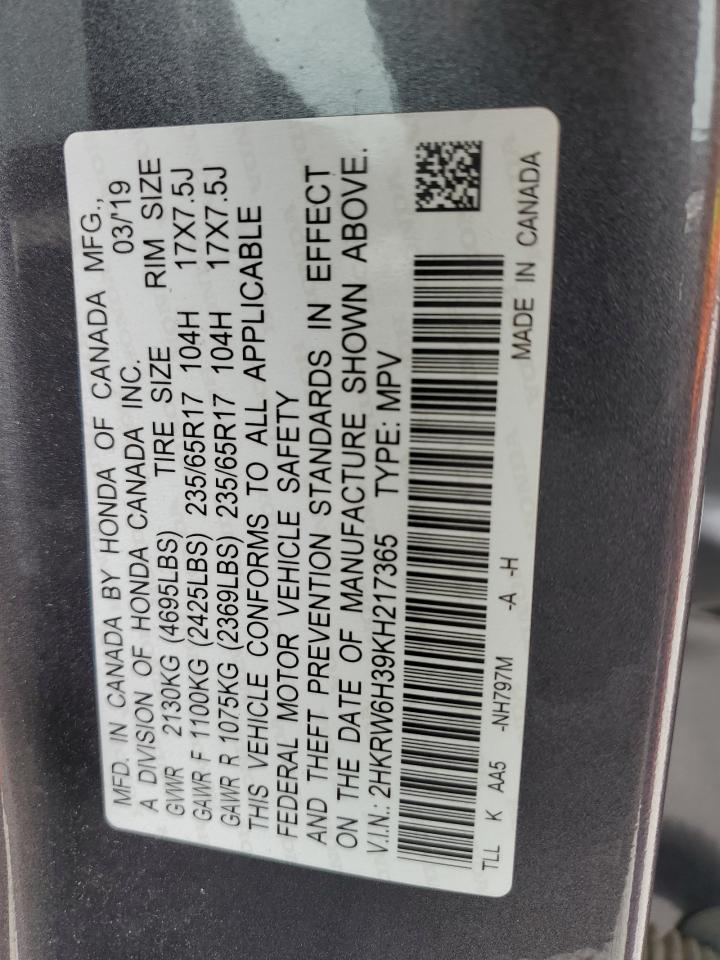 MFD. IN CANADA BY HONDA OF CANADA MFG.,
A DIVISION OF HONDA CANADA INC. 03/'19
GVWR 2130KG (4695LBS) TIRE SIZE RIM SIZE
GAWR F 1100KG (2425LBS) 235/65R17 104H 17X7.5J
GAWR R 1075KG (2369LBS) 235/65R17 104H 17X7.5J
THIS VEHICLE CONFORMS TO ALL APPLICABLE
FEDERAL MOTOR VEHICLE SAFETY
AND THEFT PREVENTION STANDARDS IN EFFECT
ON THE DATE OF MANUFACTURE SHOWN ABOVE.
V.I.N.: 2HKRW6H39KH217365 TYPE: MPV
TLL K AA5 -NH797M -A -H MADE IN CANADA